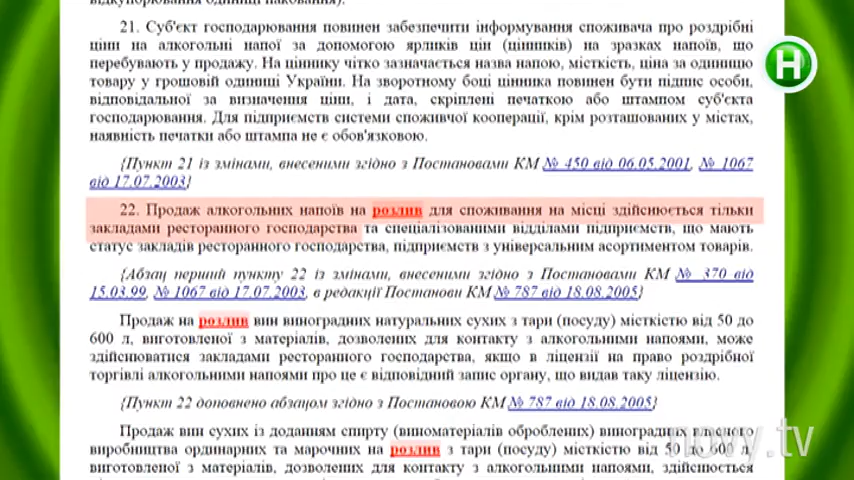 відкупорювання одиниці паковання).
21. Суб'єкт господарювання повинен забезпечити інформування споживача про роздрібні
ціни на алкогольні напої за допомогою ярликів цін (цінників) на зразках напоїв, що
перебувають у продажу. На ціннику чітко зазначається назва напою, місткість, ціна за одиницю
товару у грошовій одиниці України. На зворотному боці цінника повинен бути підпис особи,
відповідальної за визначення ціни, і дата, скріплені печаткою або штампом суб'єкта
господарювання. Для підприємств системи споживчої кооперації, крім розташованих у містах,
наявність печатки або штампа не є обов'язковою.
{Пункт 21 із змінами, внесеними згідно з Постановами КМ № 450 від 06.05.2001, № 1067
від 17.07.2003}
22. Продаж алкогольних напоїв на розлив для споживання на місці здійснюється тільки
закладами ресторанного господарства та спеціалізованими відділами підприємств, що мають
статус закладів ресторанного господарства, підприємств з універсальним асортиментом товарів.
{Абзац перший пункту 22 із змінами, внесеними згідно з Постановами КМ № 370 від
15.03.99, № 1067 від 17.07.2003, в редакції Постанови КМ № 787 від 18.08.2005}
Продаж на розлив вин виноградних натуральних сухих з тари (посуду) місткістю від 50 до
600 л, виготовленої з матеріалів, дозволених для контакту з алкогольними напоями, може
здійснюватися закладами ресторанного господарства, якщо в ліцензії на право роздрібної
торгівлі алкогольними напоями про це є відповідний запис органу, що видав таку ліцензію.
{Пункт 22 доповнено абзацом згідно з Постановою КМ № 787 від 18.08.2005}
Продаж вин сухих із доданням спирту (виноматеріалів оброблених) виноградних власного
виробництва ординарних та марочних на розлив з тари (посуду) місткістю від 50 до 600 л,
виготовленої з матеріалів, дозволених для контакту з алкогольними напоями, здійснюється
Н
novy.tv